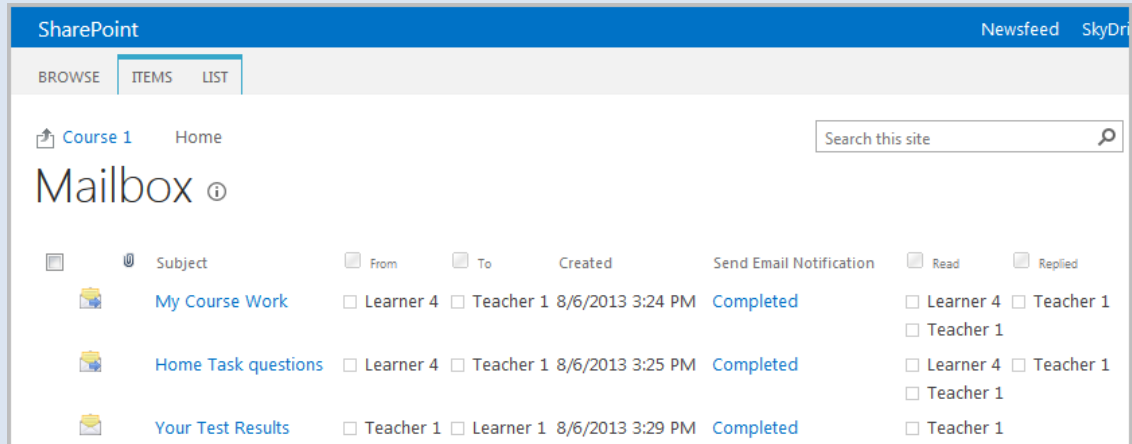 SharePoint Newsfeed SkyDri
BROWSE ITEMS LIST
Course 1 Home Search this site
Mailbox
Subject From To Created Send Email Notification Read Replied
My Course Work Learner 4 Teacher 1 8/6/2013 3:24 PM Completed Learner 4 Teacher 1
Teacher 1
Home Task questions Learner 4 Teacher 1 8/6/2013 3:25 PM Completed Learner 4 Teacher 1
Teacher 1
Your Test Results Teacher 1 Learner 1 8/6/2013 3:29 PM Completed Teacher 1